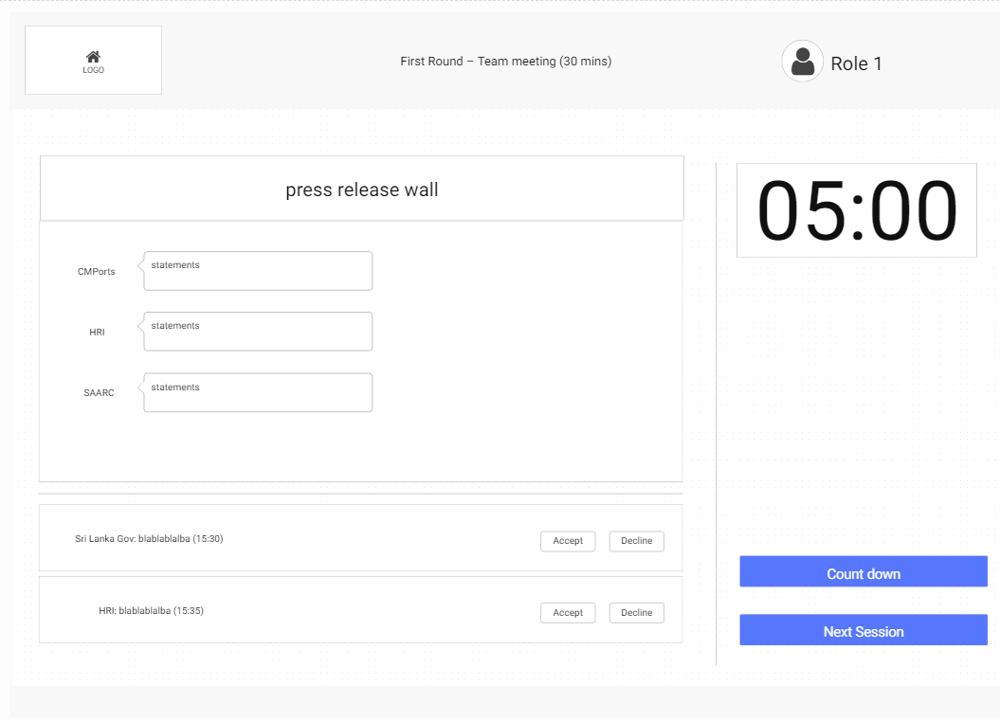 LOGO
First Round – Team meeting (30 mins)
Role 1
press release wall
05:00
CMPorts
statements
HRI
statements
SAARC
statements
Sri Lanka Gov: blablablalba (15:30)
Accept
Decline
HRI: blablablalba (15:35)
Accept
Decline
Count down
Next Session